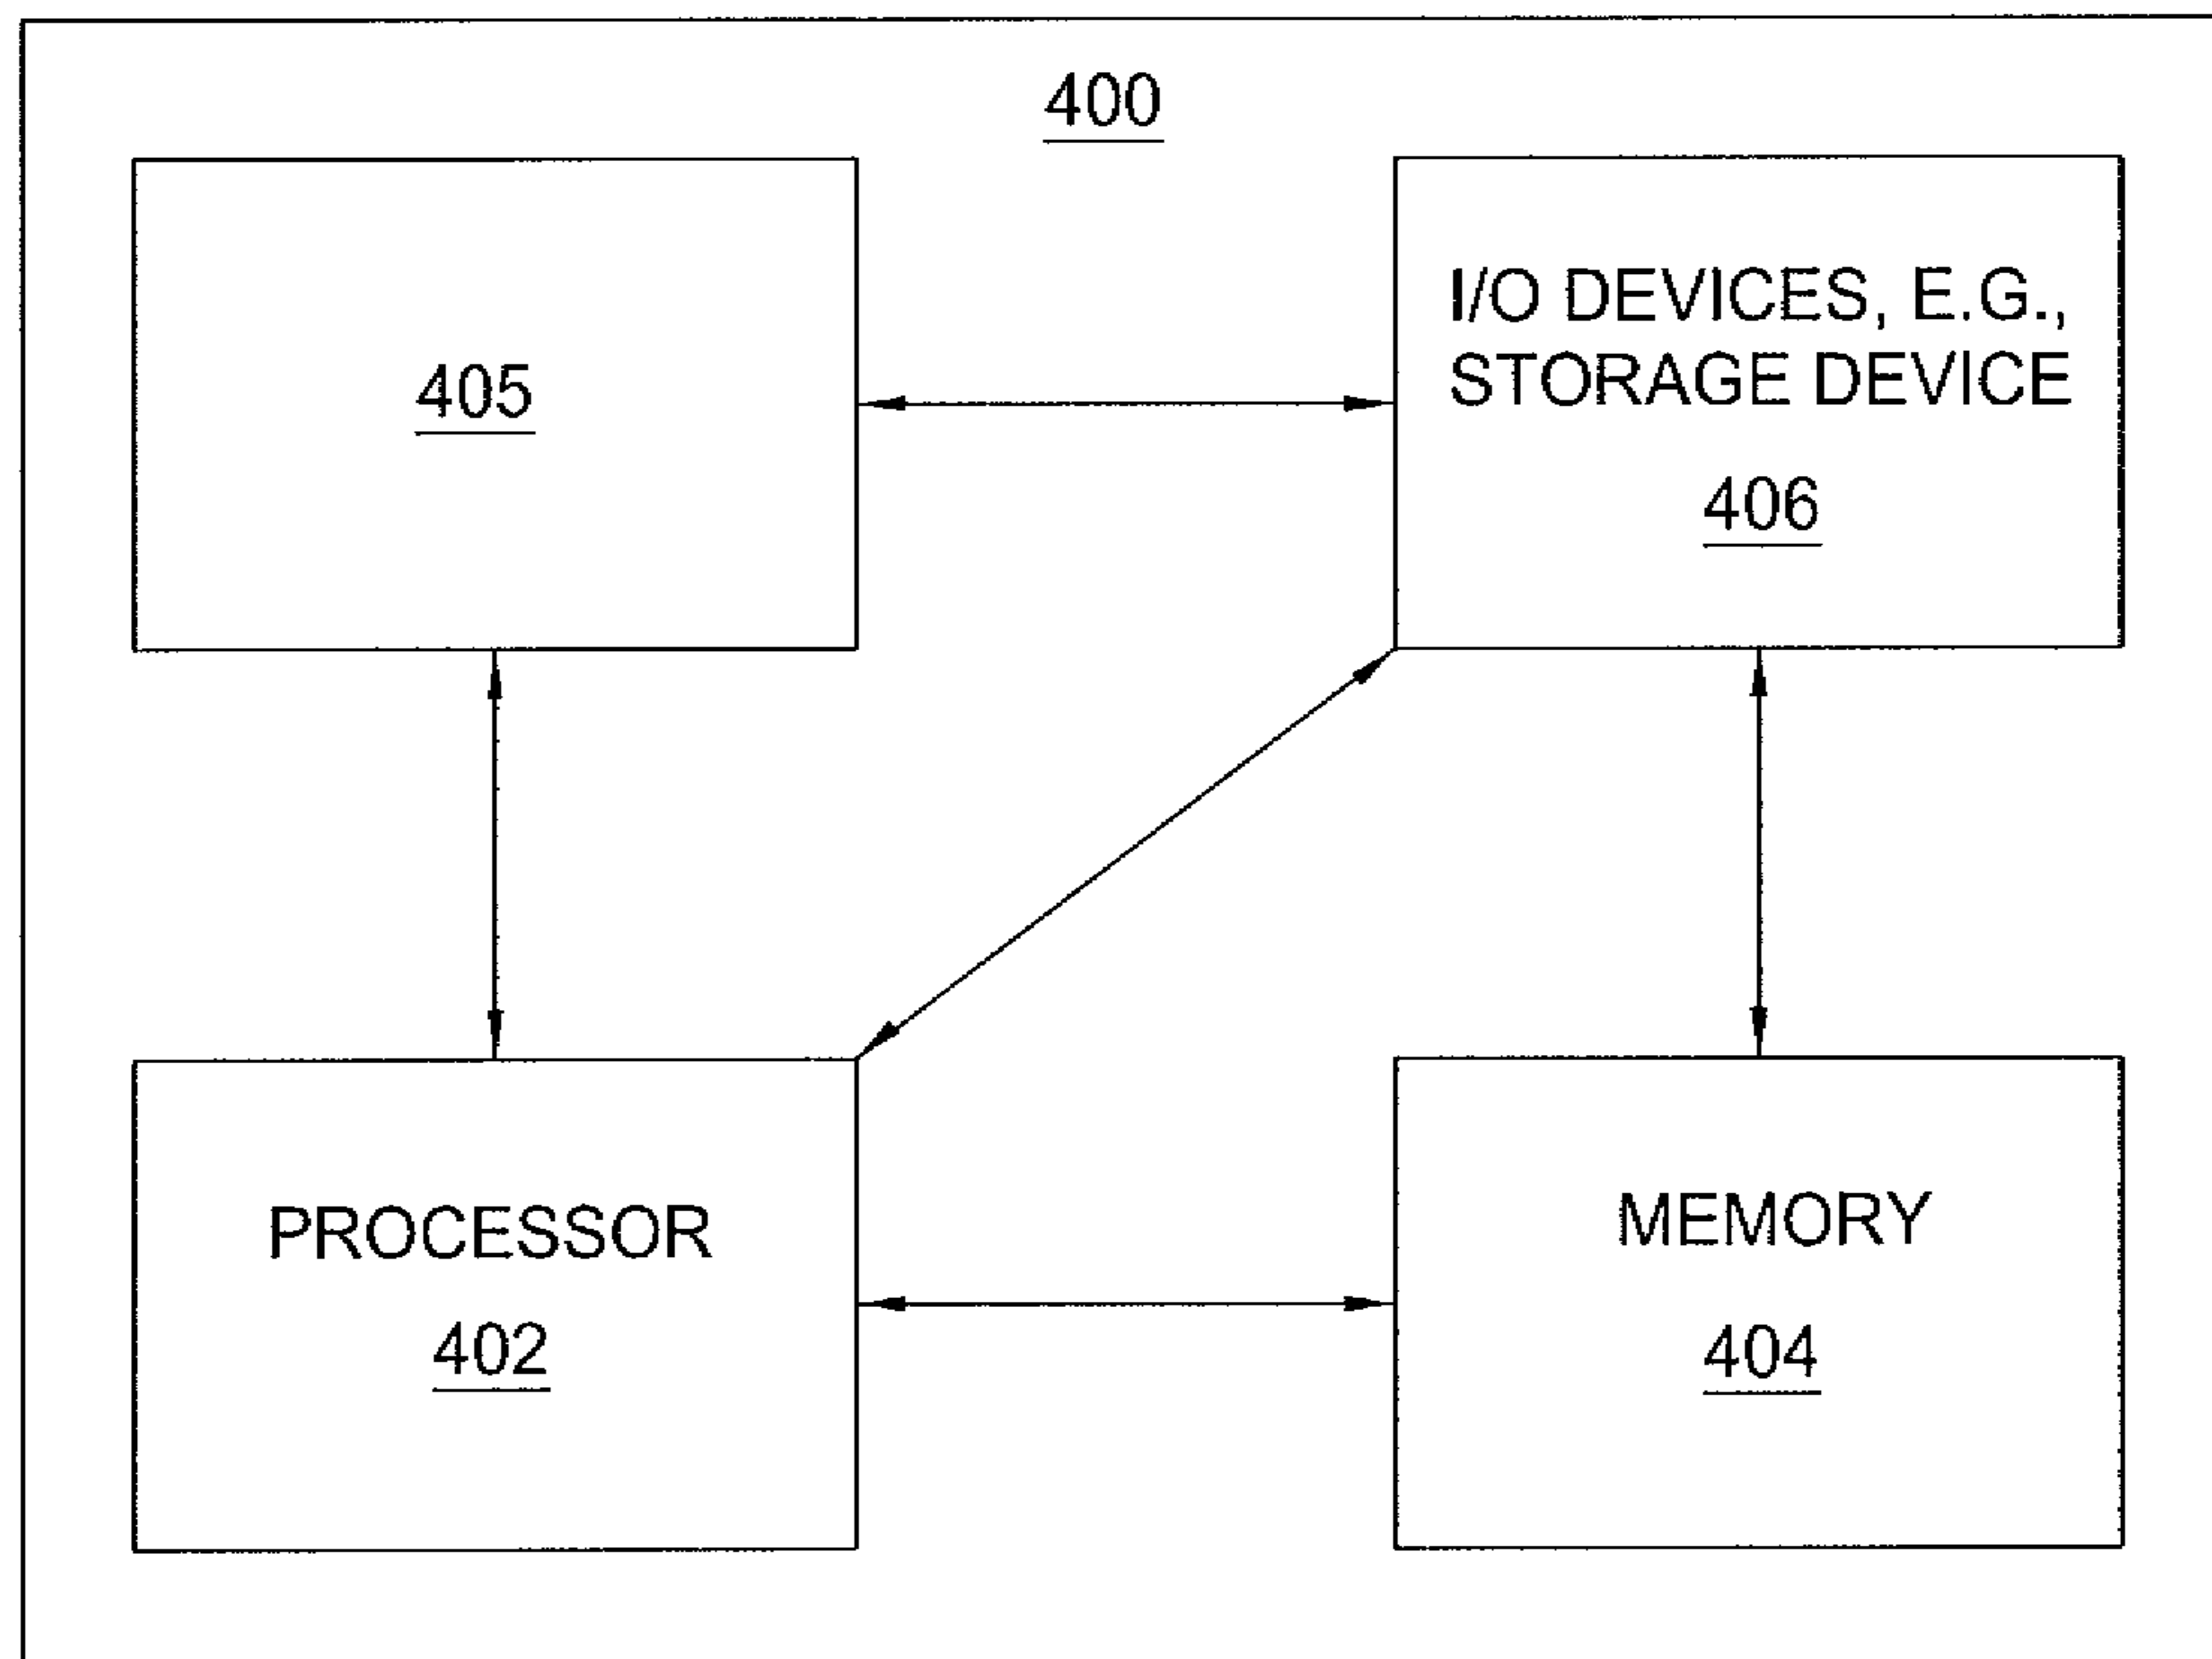 400
405
I/O DEVICES, E.G.,
STORAGE DEVICE
406
PROCESSOR
402
MEMORY
404